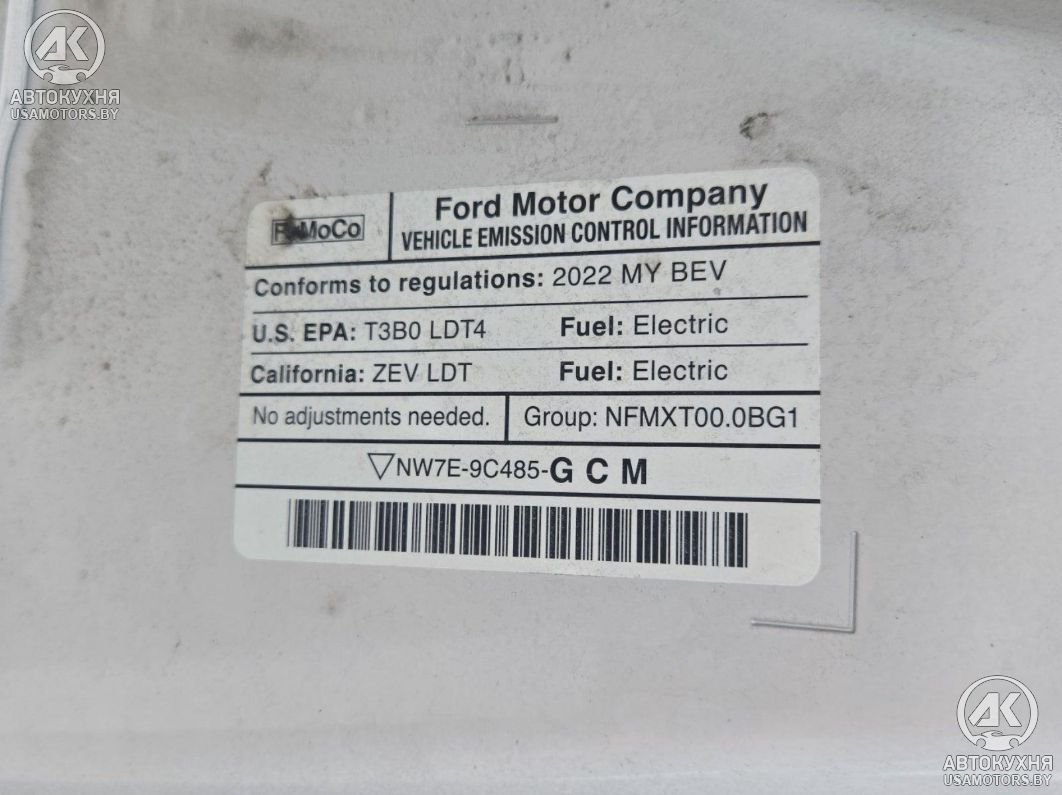 AK
АВТОКУХНЯ
USAMOTORS.BY
Ford Motor Company
FoMoCo
VEHICLE EMISSION CONTROL INFORMATION
Conforms to regulations: 2022 MY BEV
U.S. EPA: T3B0 LDT4 Fuel: Electric
California: ZEV LDT Fuel: Electric
No adjustments needed. Group: NFMXT00.0BG1
NW7E-9C485-G C M
AK
АВТОКУХНЯ
USAMOTORS.BY